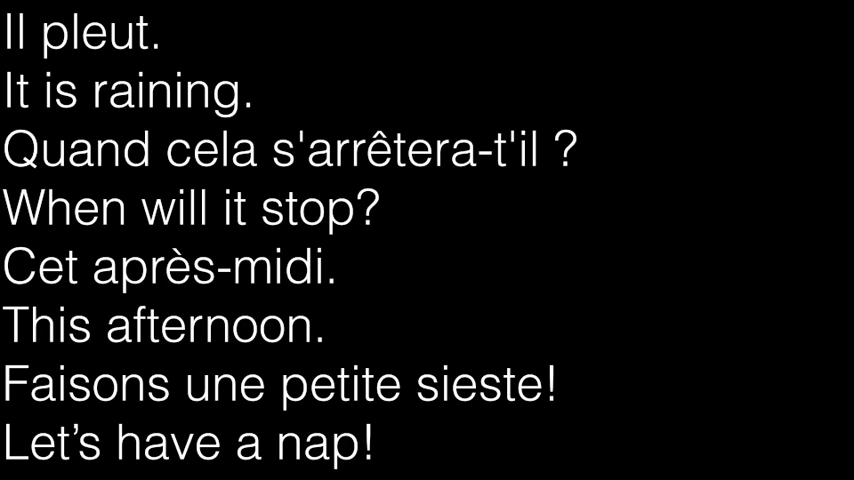 Il pleut.
It is raining.
Quand cela s'arrêtera-t'il ?
When will it stop?
Cet après-midi.
This afternoon.
Faisons une petite sieste!
Let’s have a nap!